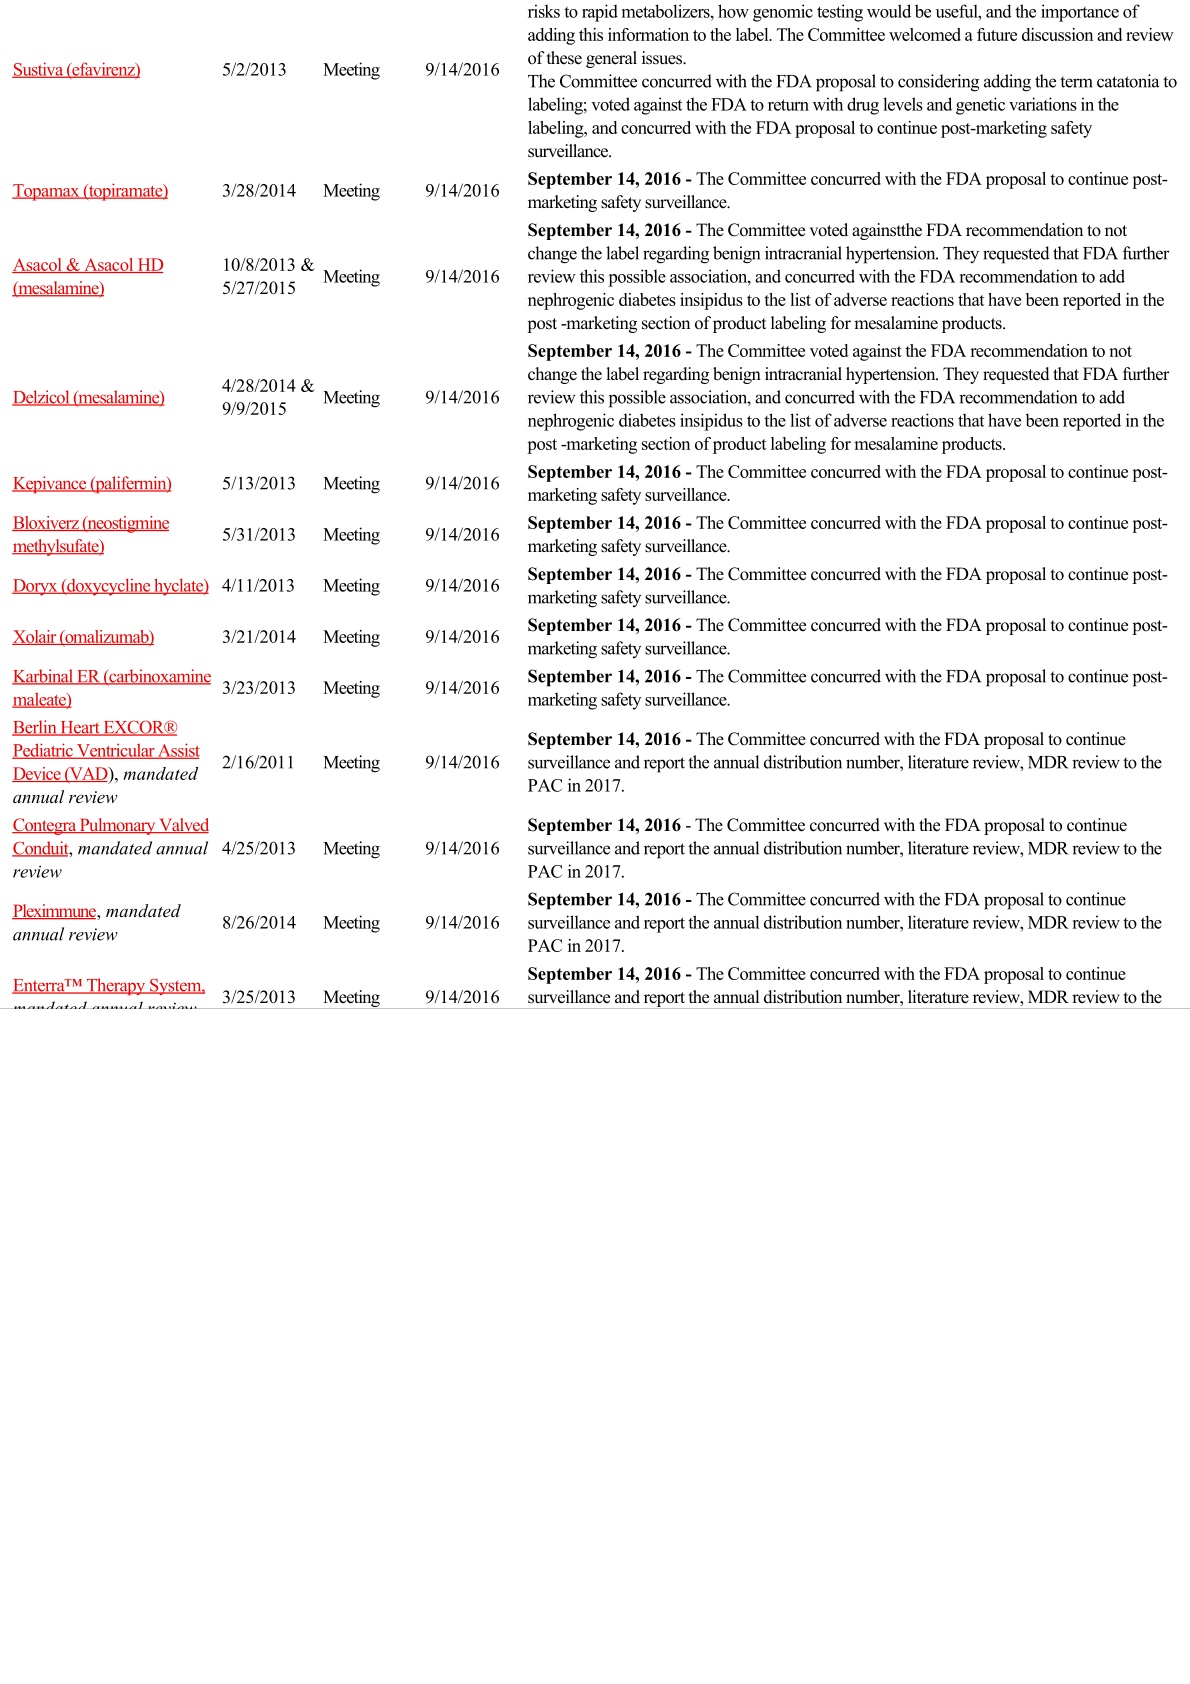 risks to rapid metabolizers, how genomic testing would be useful, and the importance of
adding this information to the label. The Committee welcomed a future discussion and review
of these general issues.
Sustiva (efavirenz) 5/2/2013 Meeting 9/14/2016
The Committee concurred with the FDA proposal to considering adding the term catatonia to
labeling; voted against the FDA to return with drug levels and genetic variations in the
labeling, and concurred with the FDA proposal to continue post-marketing safety
surveillance.
Topamax (topiramate) 3/28/2014 Meeting 9/14/2016
September 14, 2016 - The Committee concurred with the FDA proposal to continue post-
marketing safety surveillance.
Asacol & Asacol HD
(mesalamine)
10/8/2013 &
5/27/2015
Meeting 9/14/2016
September 14, 2016 - The Committee voted againstthe FDA recommendation to not
change the label regarding benign intracranial hypertension. They requested that FDA further
review this possible association, and concurred with the FDA recommendation to add
nephrogenic diabetes insipidus to the list of adverse reactions that have been reported in the
post -marketing section of product labeling for mesalamine products.
Delzicol (mesalamine)
4/28/2014 &
9/9/2015
Meeting 9/14/2016
September 14, 2016 - The Committee voted against the FDA recommendation to not
change the label regarding benign intracranial hypertension. They requested that FDA further
review this possible association, and concurred with the FDA recommendation to add
nephrogenic diabetes insipidus to the list of adverse reactions that have been reported in the
post -marketing section of product labeling for mesalamine products.
Kepivance (palifermin) 5/13/2013 Meeting 9/14/2016
September 14, 2016 - The Committee concurred with the FDA proposal to continue post-
marketing safety surveillance.
Bloxiverz (neostigmine
methylsufate)
5/31/2013 Meeting 9/14/2016
September 14, 2016 - The Committee concurred with the FDA proposal to continue post-
marketing safety surveillance.
Doryx (doxycycline hyclate) 4/11/2013 Meeting 9/14/2016
September 14, 2016 - The Committee concurred with the FDA proposal to continue post-
marketing safety surveillance.
Xolair (omalizumab) 3/21/2014 Meeting 9/14/2016
September 14, 2016 - The Committee concurred with the FDA proposal to continue post-
marketing safety surveillance.
Karbinal ER (carbinoxamine
maleate)
3/23/2013 Meeting 9/14/2016
September 14, 2016 - The Committee concurred with the FDA proposal to continue post-
marketing safety surveillance.
Berlin Heart EXCOR®
Pediatric Ventricular Assist
Device (VAD), mandated
annual review
2/16/2011 Meeting 9/14/2016
September 14, 2016 - The Committee concurred with the FDA proposal to continue
surveillance and report the annual distribution number, literature review, MDR review to the
PAC in 2017.
Contegra Pulmonary Valved
Conduit, mandated annual
review
4/25/2013 Meeting 9/14/2016
September 14, 2016 - The Committee concurred with the FDA proposal to continue
surveillance and report the annual distribution number, literature review, MDR review to the
PAC in 2017.
Pleximmune, mandated
annual review
8/26/2014 Meeting 9/14/2016
September 14, 2016 - The Committee concurred with the FDA proposal to continue
surveillance and report the annual distribution number, literature review, MDR review to the
PAC in 2017.
Enterra™ Therapy System,
mandated annual review
3/25/2013 Meeting 9/14/2016
September 14, 2016 - The Committee concurred with the FDA proposal to continue
surveillance and report the annual distribution number, literature review, MDR review to the